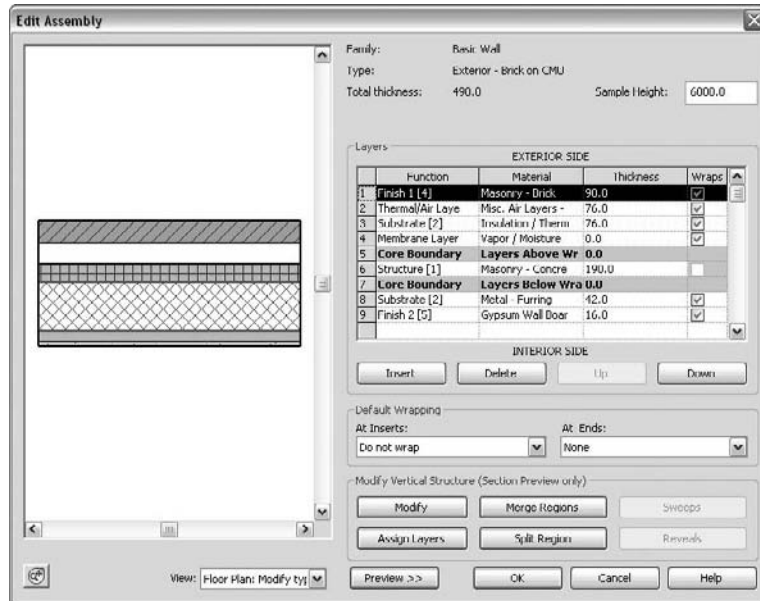 Edit Assembly
Family: Basic Wall
Type: Exterior - Brick on CMU
Total thickness: 490.0 Sample Height: 6000.0
Layers
EXTERIOR SIDE
Function Material Thickness Wraps
1 Finish 1 [4] Masonry - Brick 90.0
2 Thermal/Air Laye Misc. Air Layers - 76.0
3 Substrate [2] Insulation / Therm 76.0
4 Membrane Layer Vapor / Moisture 0.0
5 Core Boundary Layers Above Wr 0.0
6 Structure [1] Masonry - Concre 190.0
7 Core Boundary Layers Below Wra 0.0
8 Substrate [2] Metal - Furring 42.0
9 Finish 2 [5] Gypsum Wall Boar 16.0
INTERIOR SIDE
Insert Delete Up Down
Default Wrapping
At Inserts: At Ends:
Do not wrap None
Modify Vertical Structure (Section Preview only)
Modify Merge Regions Sweeps
Assign Layers Split Region Reveals
View: Floor Plan: Modify typ Preview >> OK Cancel Help